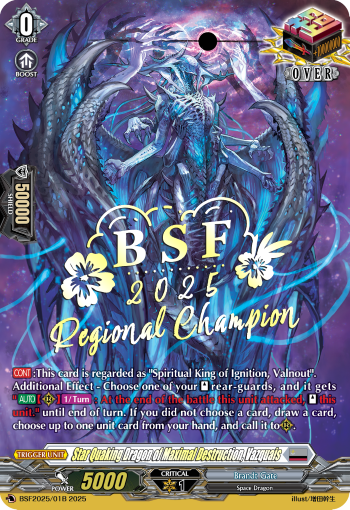 0
GRADE
BOOST
+100000000
OVER
50000
SHIELD
BSF
2025
Regional Champion
CONT:This card is regarded as "Spiritual King of Ignition, Valnout".
Additional Effect - Choose one of your rear-guards, and it gets
"AUTO 1/Turn: At the end of the battle this unit attacked, this
unit." until end of turn. If you did not choose a card, draw a card,
choose up to one unit card from your hand, and call it to.
TRIGGER UNIT
Star Quaking Dragon of Maximal Destruction, Vazquais
POWER 5000
CRITICAL 1
Brandt Gate
Space Dragon
BSF2025/01B 2025
illust/増田幹生